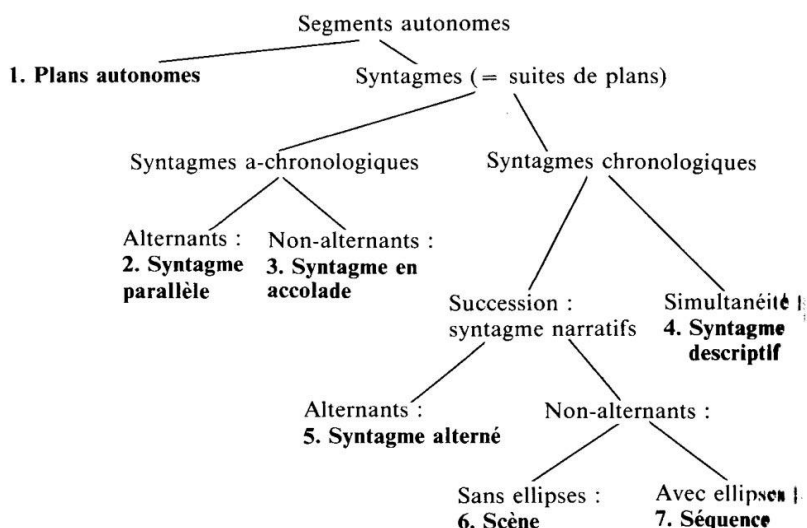 Segments autonomes
1. Plans autonomes
Syntagmes (= suites de plans)
Syntagmes a-chronologiques
Syntagmes chronologiques
Alternants :
2. Syntagme
parallèle
Non-alternants :
3. Syntagme en
accolade
Succession :
syntagme narratifs
Simultanéité
4. Syntagme
descriptif
Alternants :
5. Syntagme alterné
Non-alternants :
Sans ellipses :
6. Scène
Avec ellipses
7. Séquence